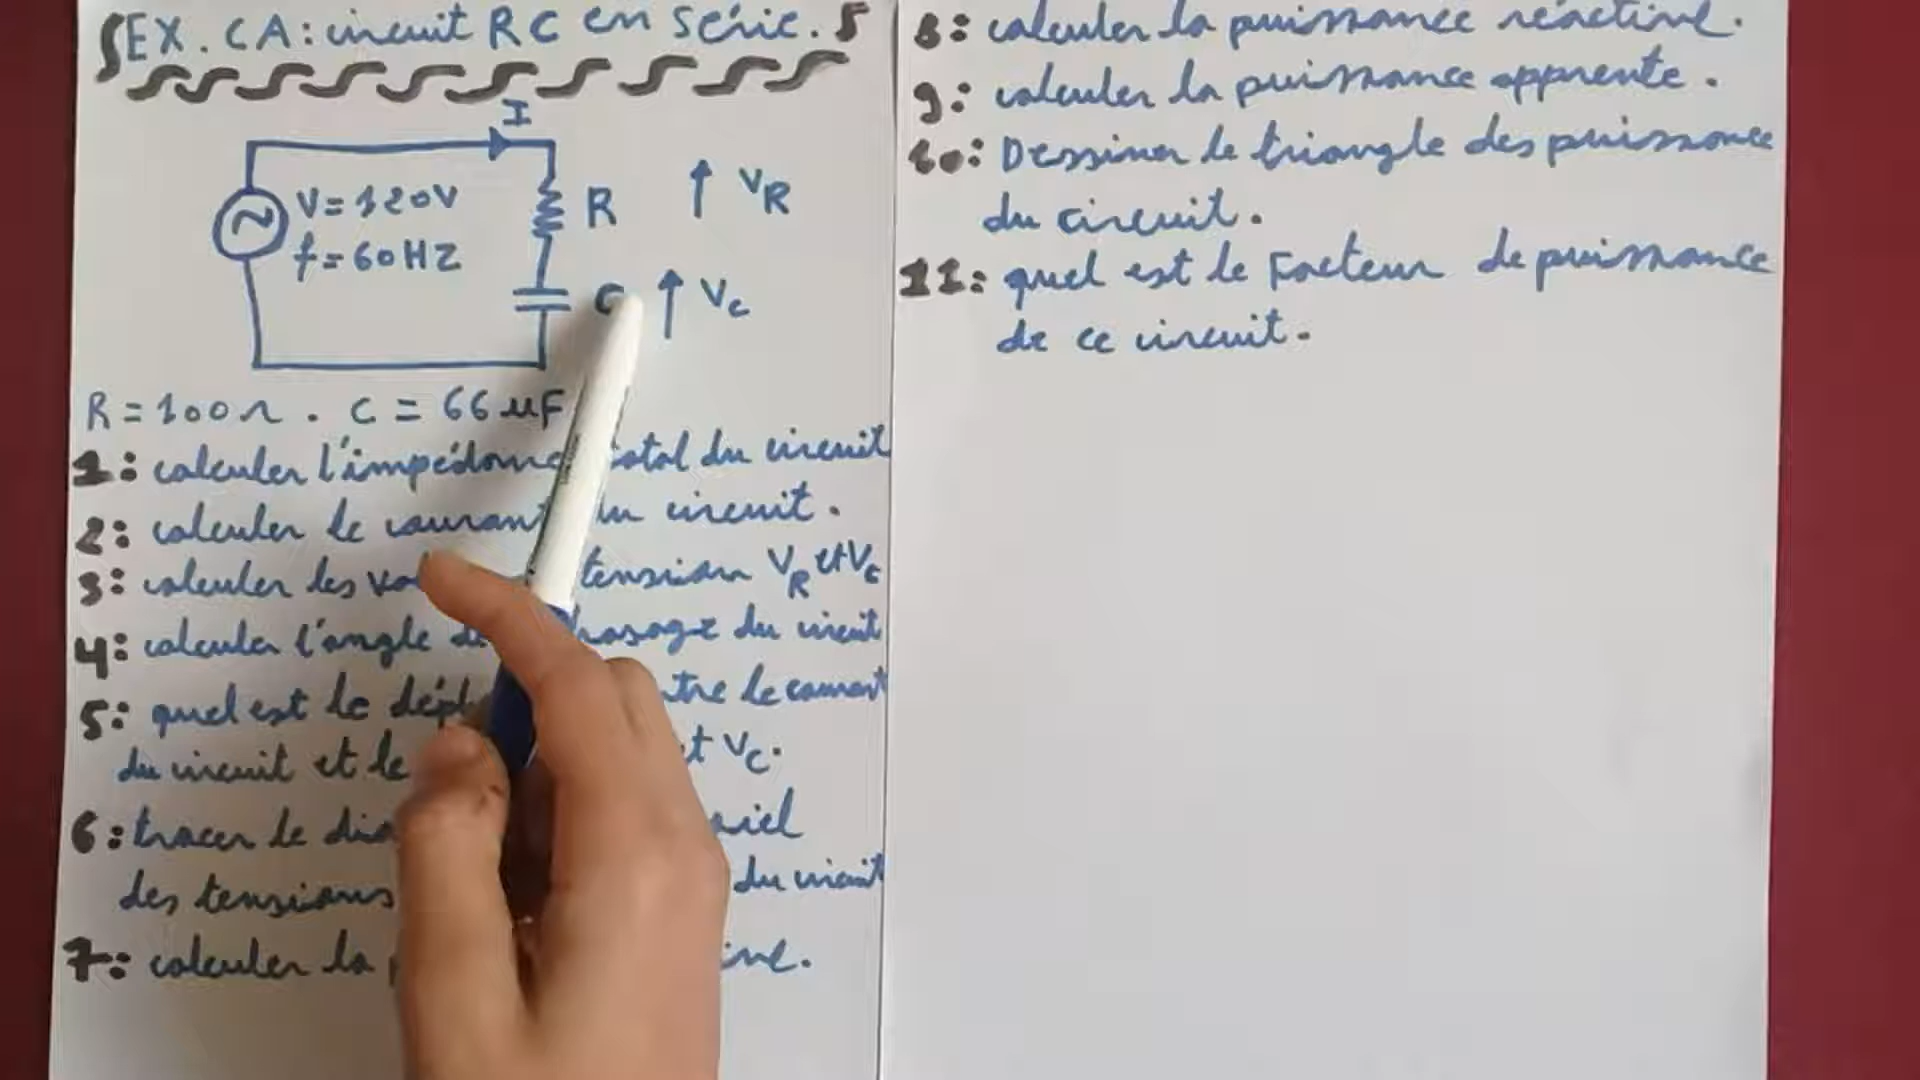 EX. CA: circuit RC en série.
I
V=120V
f=60HZ
R
VR
C
Vc
R=100Ω. C=66µF
1: calculer l'impédanc total du circuit
2: calculer le courant du circuit.
3: calculer les tension VR et Vc
4: calculer l'angle du circuit
5: quel est le entre le courant
du circuit et le et Vc.
6: tracer le
des tensions du circuit
7: calculer la
8: calculer la puissance réactive.
9: calculer la puissance apprente.
10: Dessiner le triangle des puissance
du circuit.
11: quel est le Facteur de puissance
de ce circuit.